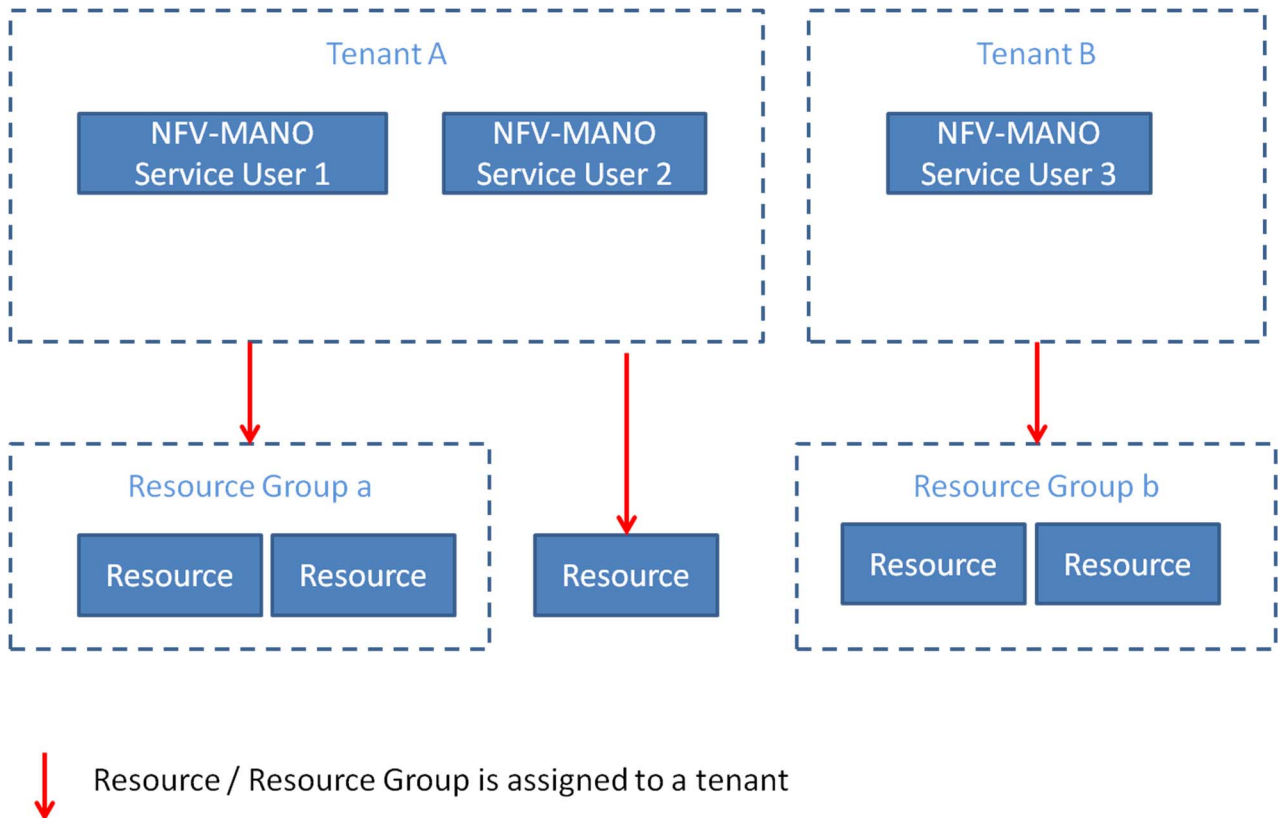 Tenant A
Tenant B
NFV-MANO
Service User 1
NFV-MANO
Service User 2
NFV-MANO
Service User 3
Resource Group a
Resource Group b
Resource
Resource
Resource
Resource
Resource
Resource / Resource Group is assigned to a tenant